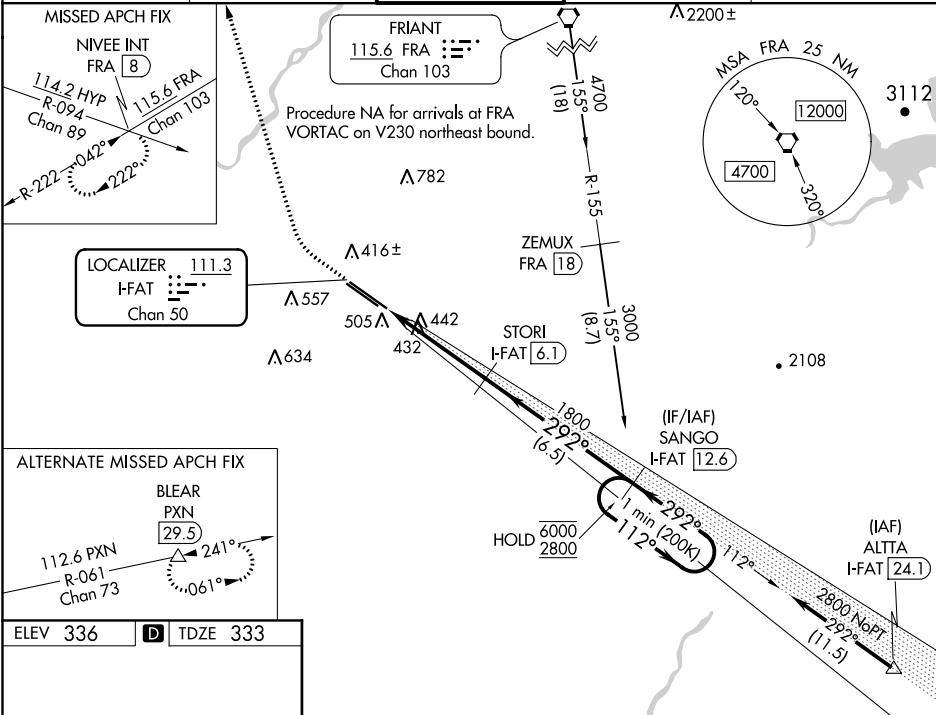 MISSED APCH FIX
NIVEE INT
FRA 8
114.2 HYP
R-094
Chan 89
115.6 FRA
Chan 103
R-222
042°
222°
FRIANT
115.6 FRA
Chan 103
Procedure NA for arrivals at FRA
VORTAC on V230 northeast bound.
2200±
MSA FRA 25 NM
120°
12000
4700
320°
3112
4700
155°
(18)
R-155
782
ZEMUX
FRA 18
3000
155°
(8.7)
LOCALIZER 111.3
I-FAT
Chan 50
416±
557
505
442
432
634
STORI
I-FAT 6.1
2108
1800
292°
(6.5)
(IF/IAF)
SANGO
I-FAT 12.6
HOLD 6000
2800
1 min (200K)
292°
112°
112°
(IAF)
ALTTA
I-FAT 24.1
2800 NoPT
292°
(11.5)
ALTERNATE MISSED APCH FIX
BLEAR
PXN
29.5
112.6 PXN
R-061
Chan 73
241°
061°
ELEV 336 D TDZE 333